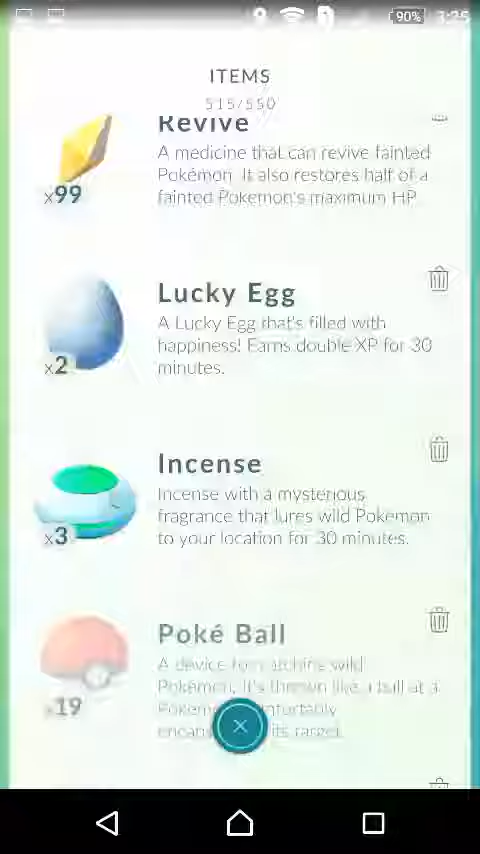 90% 3:25
ITEMS
515/550
Revive
A medicine that can revive fainted
Pokémon. It also restores half of a
fainted Pokémon's maximum HP.
x99
Lucky Egg
A Lucky Egg that's filled with
happiness! Earns double XP for 30
minutes.
x2
Incense
Incense with a mysterious
fragrance that lures wild Pokémon
to your location for 30 minutes.
x3
Poké Ball
A device for catching wild
Pokémon. It's thrown like a ball at a
x19
its target.